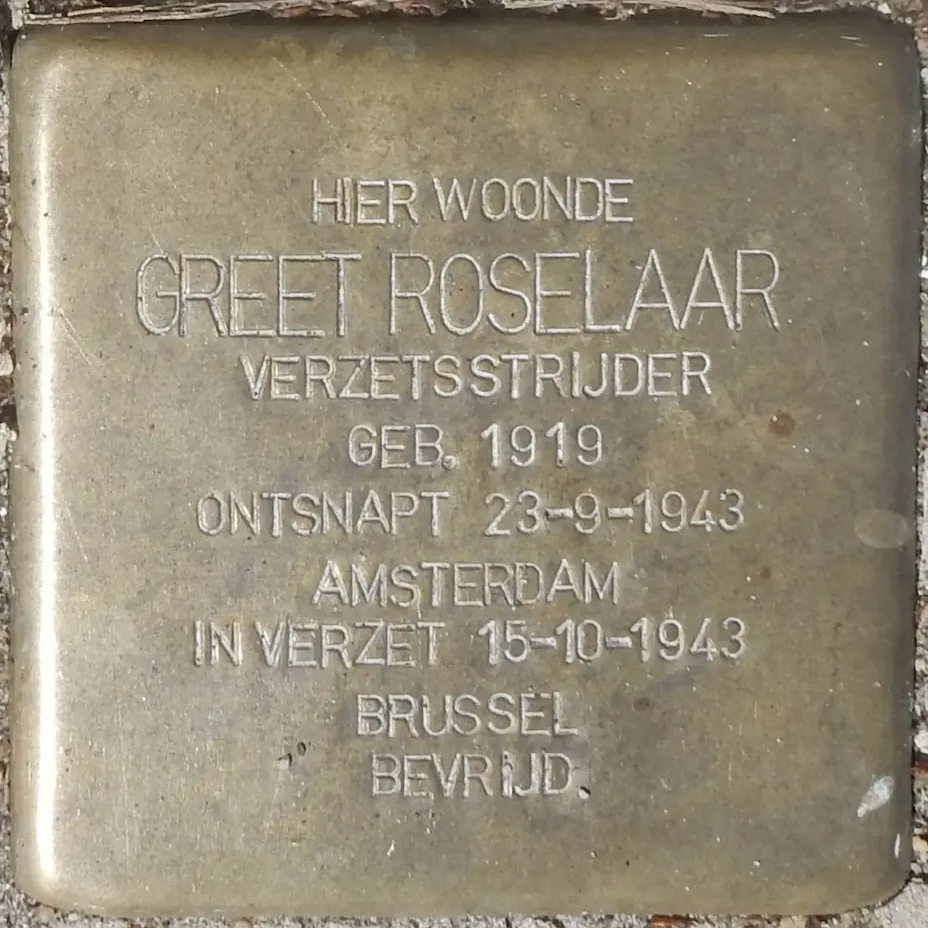 HIER WOONDE
GREET ROSELAAR
VERZETSSTRIJDER
GEB. 1919
ONTSNAPT 23-9-1943
AMSTERDAM
IN VERZET 15-10-1943
BRUSSEL
BEVRIJD.